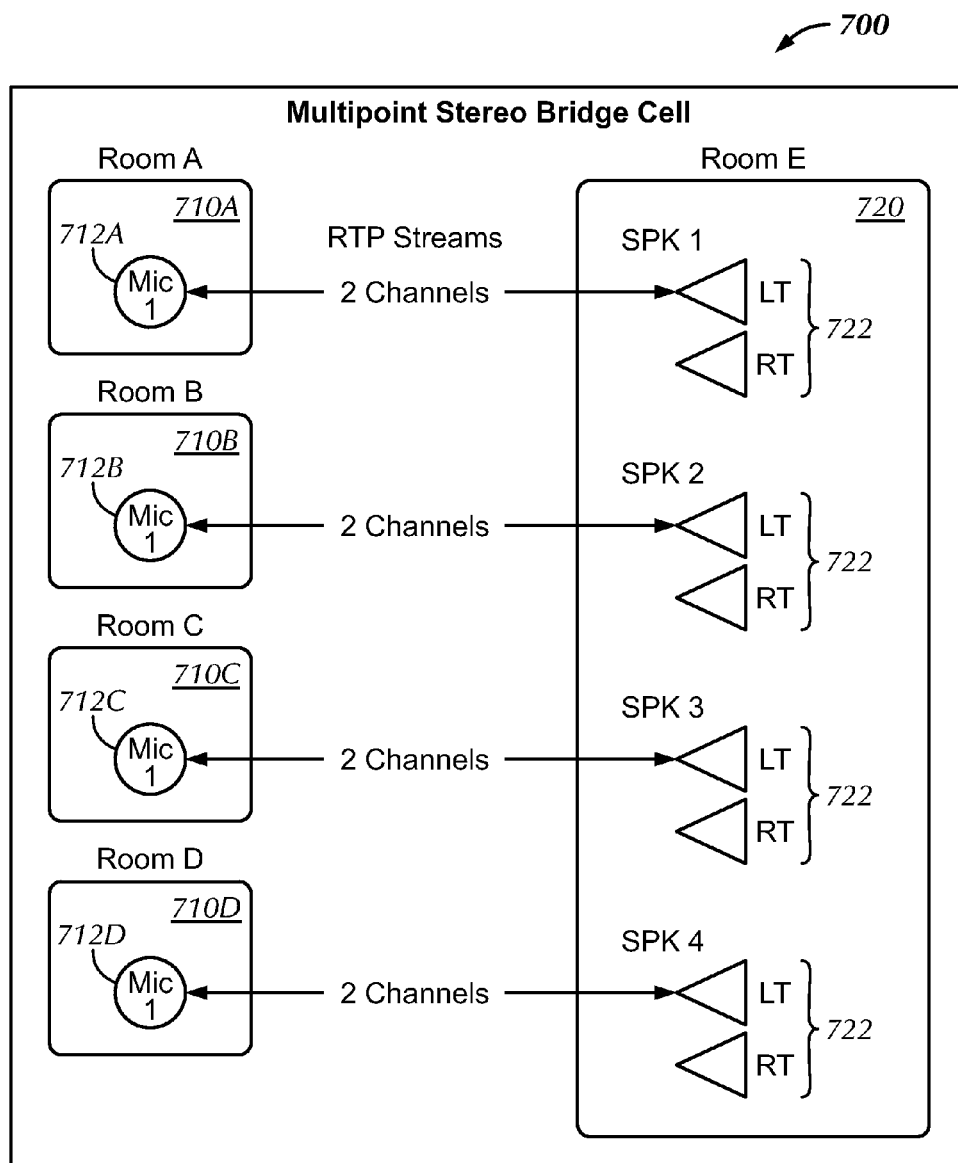 700
Multipoint Stereo Bridge Cell
Room A
Room E
710A
712A
Mic
1
RTP Streams
2 Channels
720
SPK 1
LT
RT
722
Room B
710B
712B
Mic
1
2 Channels
SPK 2
LT
RT
722
Room C
710C
712C
Mic
1
2 Channels
SPK 3
LT
RT
722
Room D
710D
712D
Mic
1
2 Channels
SPK 4
LT
RT
722